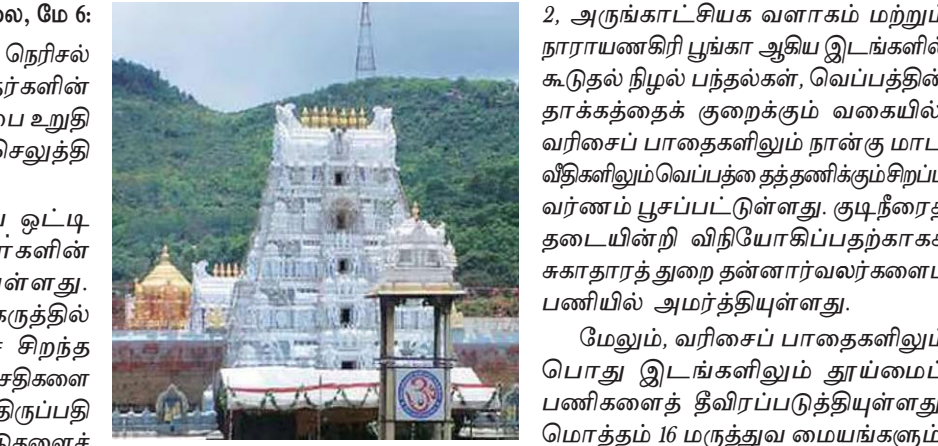 லை, மே 6:
நெரிசல்
ர்களின்
பை உறுதி
செலுத்தி
ஒட்டி
ர்களின்
ள்ளது.
கருத்தில்
சிறந்த
சதிகளை
திருப்பதி
2, அருங்காட்சியக வளாகம் மற்றும்
நாராயணகிரி பூங்கா ஆகிய இடங்களில்
கூடுதல் நிழல் பந்தல்கள், வெப்பத்தின்
தாக்கத்தைக் குறைக்கும் வகையில்
வரிசைப் பாதைகளிலும் நான்கு மாட
வீதிகளிலும் வெப்பத்தைத் தணிக்கும் சிறப்பு
வர்ணம் பூசப்பட்டுள்ளது. குடிநீரைத்
தடையின்றி விநியோகிப்பதற்காகச்
சுகாதாரத் துறை தன்னார்வலர்களைப்
பணியில் அமர்த்தியுள்ளது.
மேலும், வரிசைப் பாதைகளிலும்
பொது இடங்களிலும் தூய்மைப்
பணிகளைத் தீவிரப்படுத்தியுள்ளது
மொத்தம் 16 மருத்துவ மையங்களும்